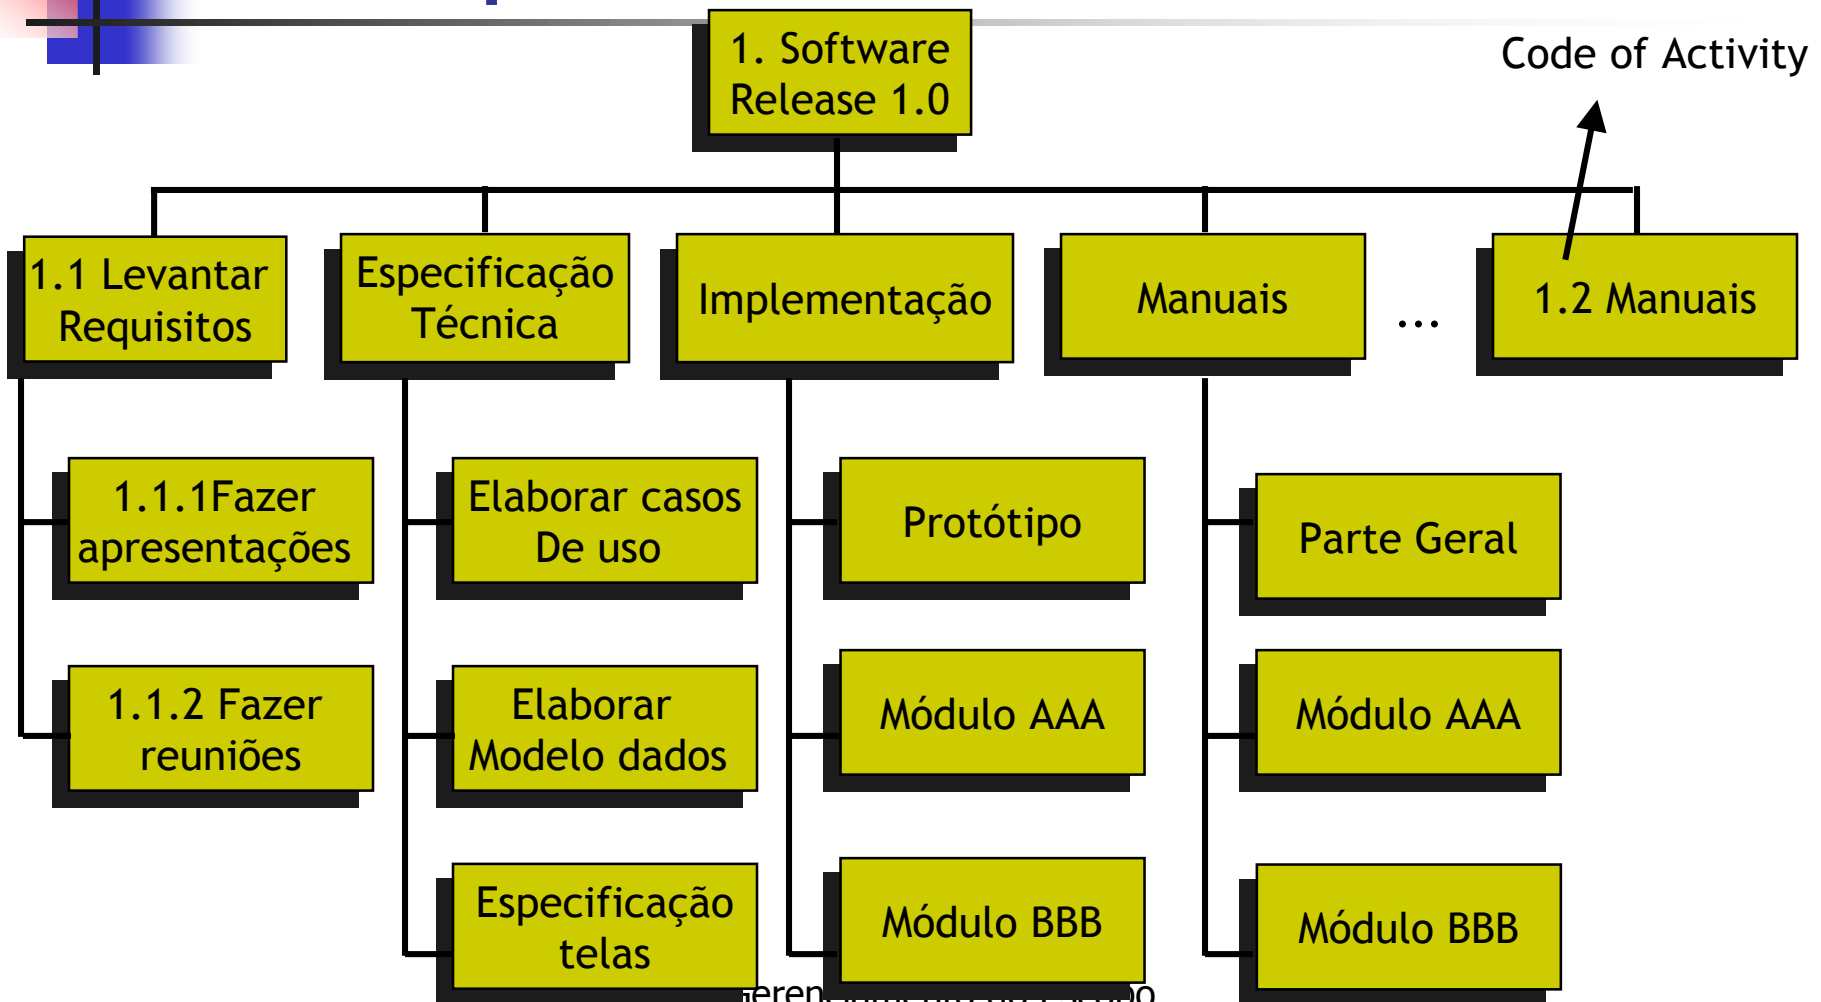 1. Software
Release 1.0
Code of Activity
1.1 Levantar
Requisitos
Especificação
Técnica
Implementação
Manuais
...
1.2 Manuais
1.1.1Fazer
apresentações
Elaborar casos
De uso
Protótipo
Parte Geral
1.1.2 Fazer
reuniões
Elaborar
Modelo dados
Módulo AAA
Módulo AAA
Especificação
telas
Módulo BBB
Módulo BBB